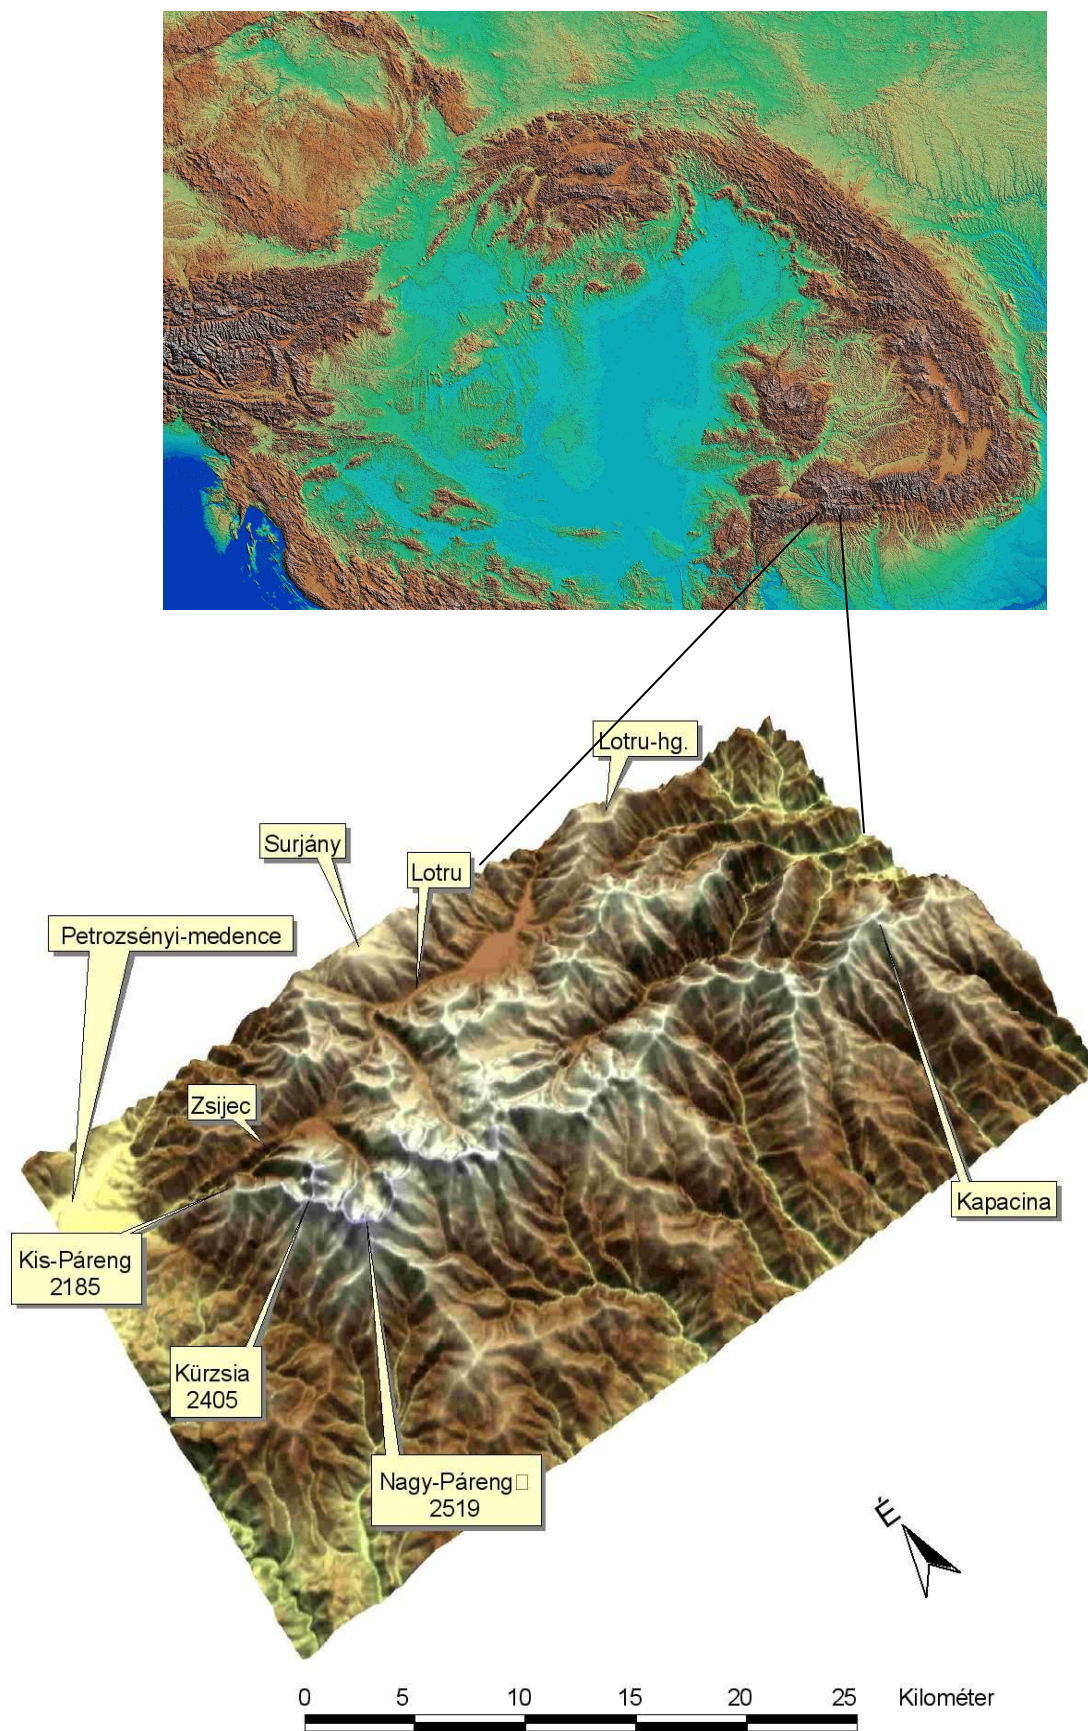 Lotru-hg.
Surjány
Lotru
Petrozsényi-medence
Zsijec
Kapacina
Kis-Páreng
2185
Kürzsia
2405
Nagy-Páreng□
2519
É
0 5 10 15 20 25 Kilométer